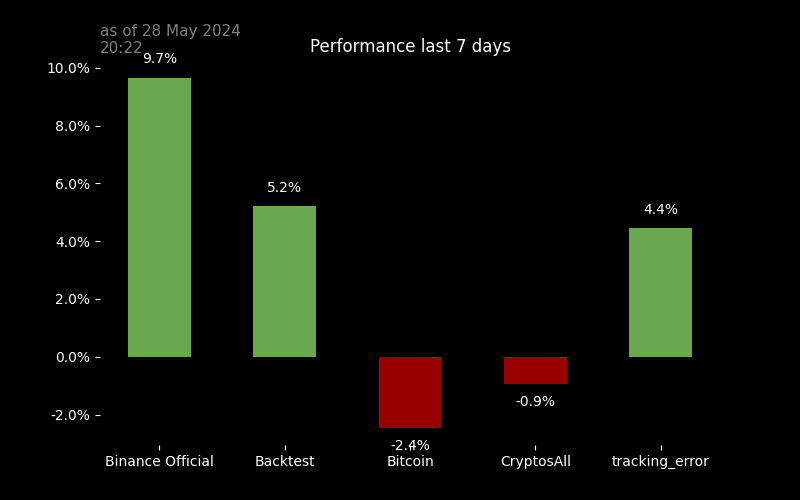 as of 28 May 2024
20:22
Performance last 7 days
10.0%
8.0%
6.0%
4.0%
2.0%
0.0%
-2.0%
9.7%
5.2%
-2.4%
-0.9%
4.4%
Binance Official
Backtest
Bitcoin
CryptosAll
tracking_error